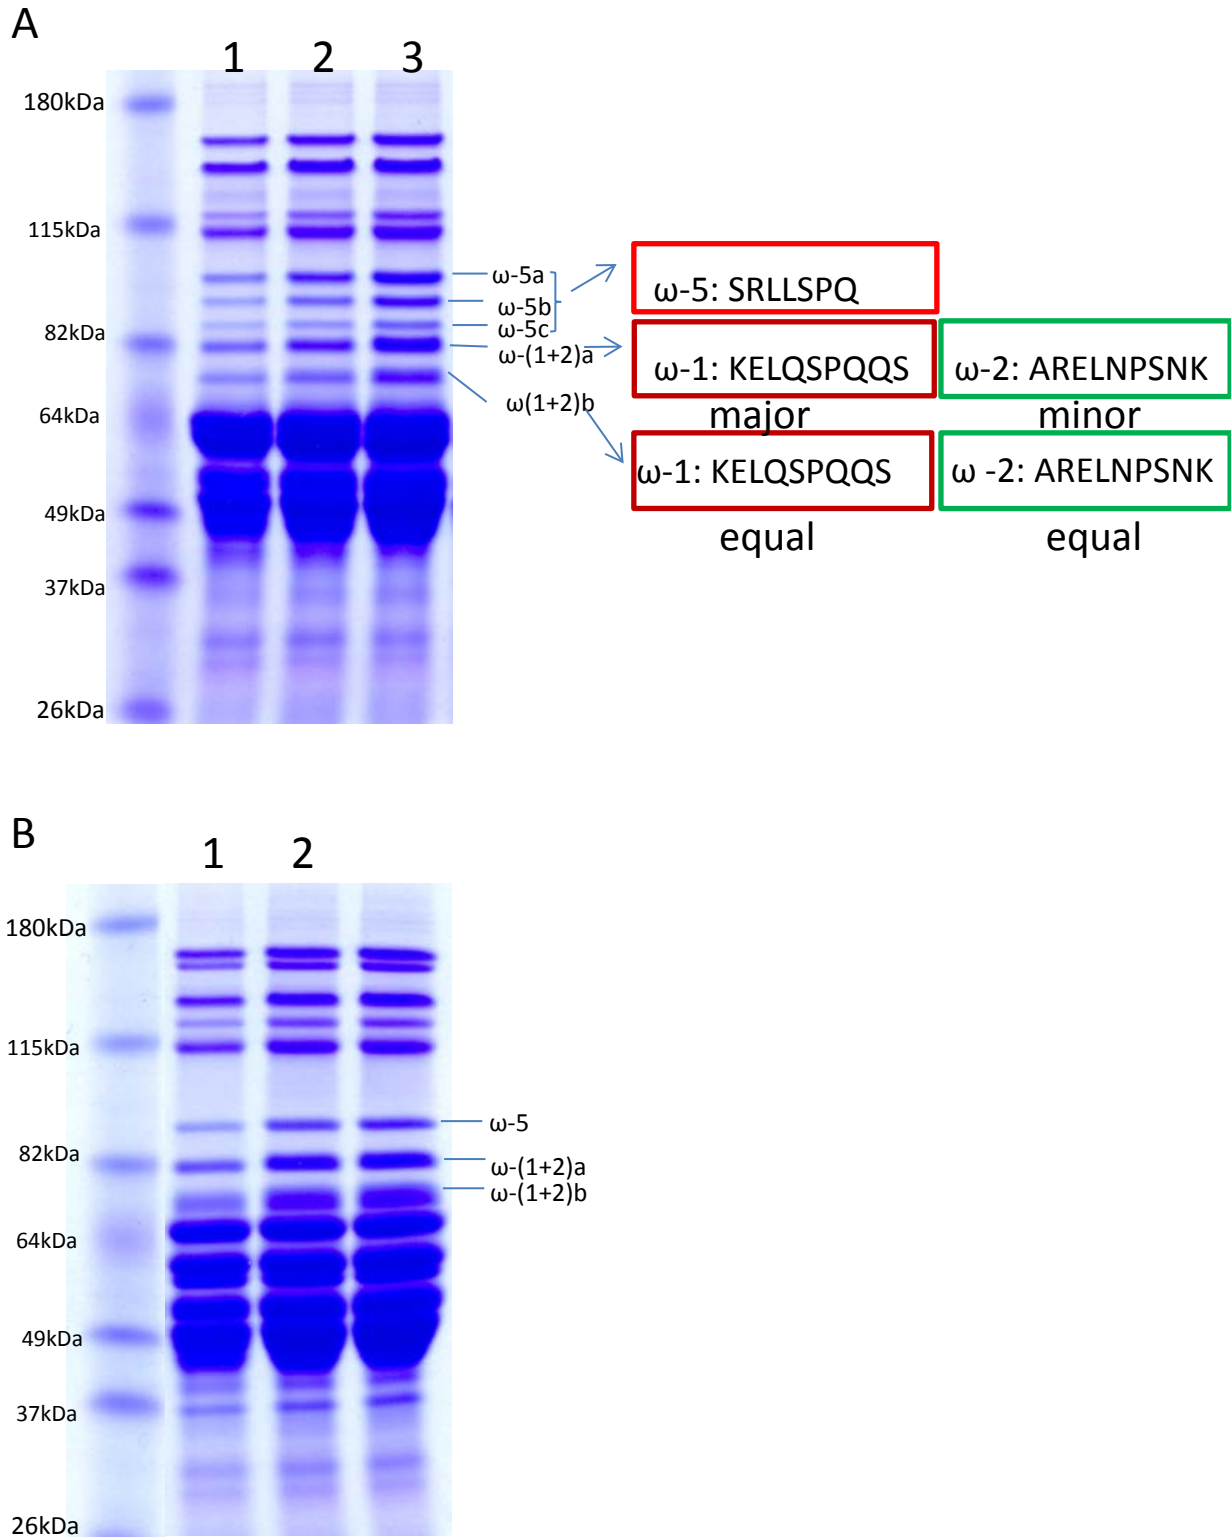 A
1 2 3
180kDa
115kDa
82kDa
64kDa
49kDa
37kDa
26kDa
ω-5a
ω-5b
ω-5c
ω-(1+2)a
ω(1+2)b
ω-5: SRLLSPQ
ω-1: KELQSPQQS ω-2: ARELNPSNK
major minor
ω-1: KELQSPQQS ω -2: ARELNPSNK
equal equal
B
1 2
180kDa
115kDa
82kDa
64kDa
49kDa
37kDa
26kDa
ω-5
ω-(1+2)a
ω-(1+2)b